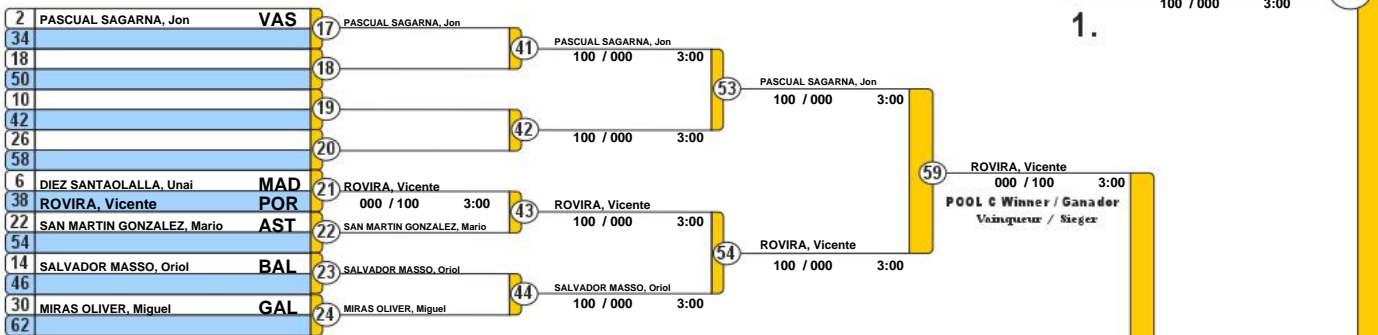 100 / 000 3:00
1.
2 PASCUAL SAGARNA, Jon VAS
34
17 PASCUAL SAGARNA, Jon
18
50
18
41 PASCUAL SAGARNA, Jon
100 / 000 3:00
10
42
19
26
58
20
42
100 / 000 3:00
53 PASCUAL SAGARNA, Jon
100 / 000 3:00
6 DIEZ SANTAOLALLA, Unai MAD
38 ROVIRA, Vicente POR
21 ROVIRA, Vicente
000 / 100 3:00
22 SAN MARTIN GONZALEZ, Mario AST
54
22 SAN MARTIN GONZALEZ, Mario
43 ROVIRA, Vicente
100 / 000 3:00
14 SALVADOR MASSO, Oriol BAL
46
23 SALVADOR MASSO, Oriol
30 MIRAS OLIVER, Miguel GAL
62
24 MIRAS OLIVER, Miguel
44 SALVADOR MASSO, Oriol
100 / 000 3:00
54 ROVIRA, Vicente
100 / 000 3:00
59 ROVIRA, Vicente
000 / 100 3:00
POOL C Winner / Ganador
Vainqueur / Sieger